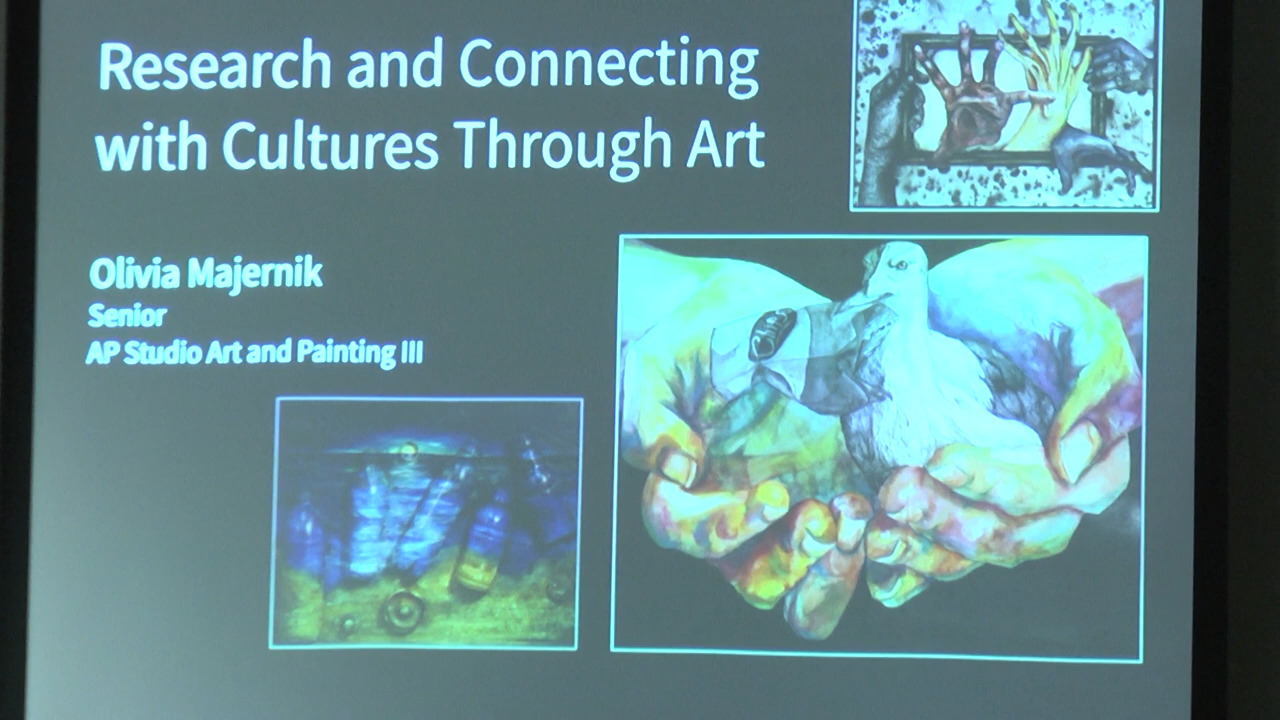 Research and Connecting
with Cultures Through Art
Olivia Majernik
Senior
AP Studio Art and Painting III